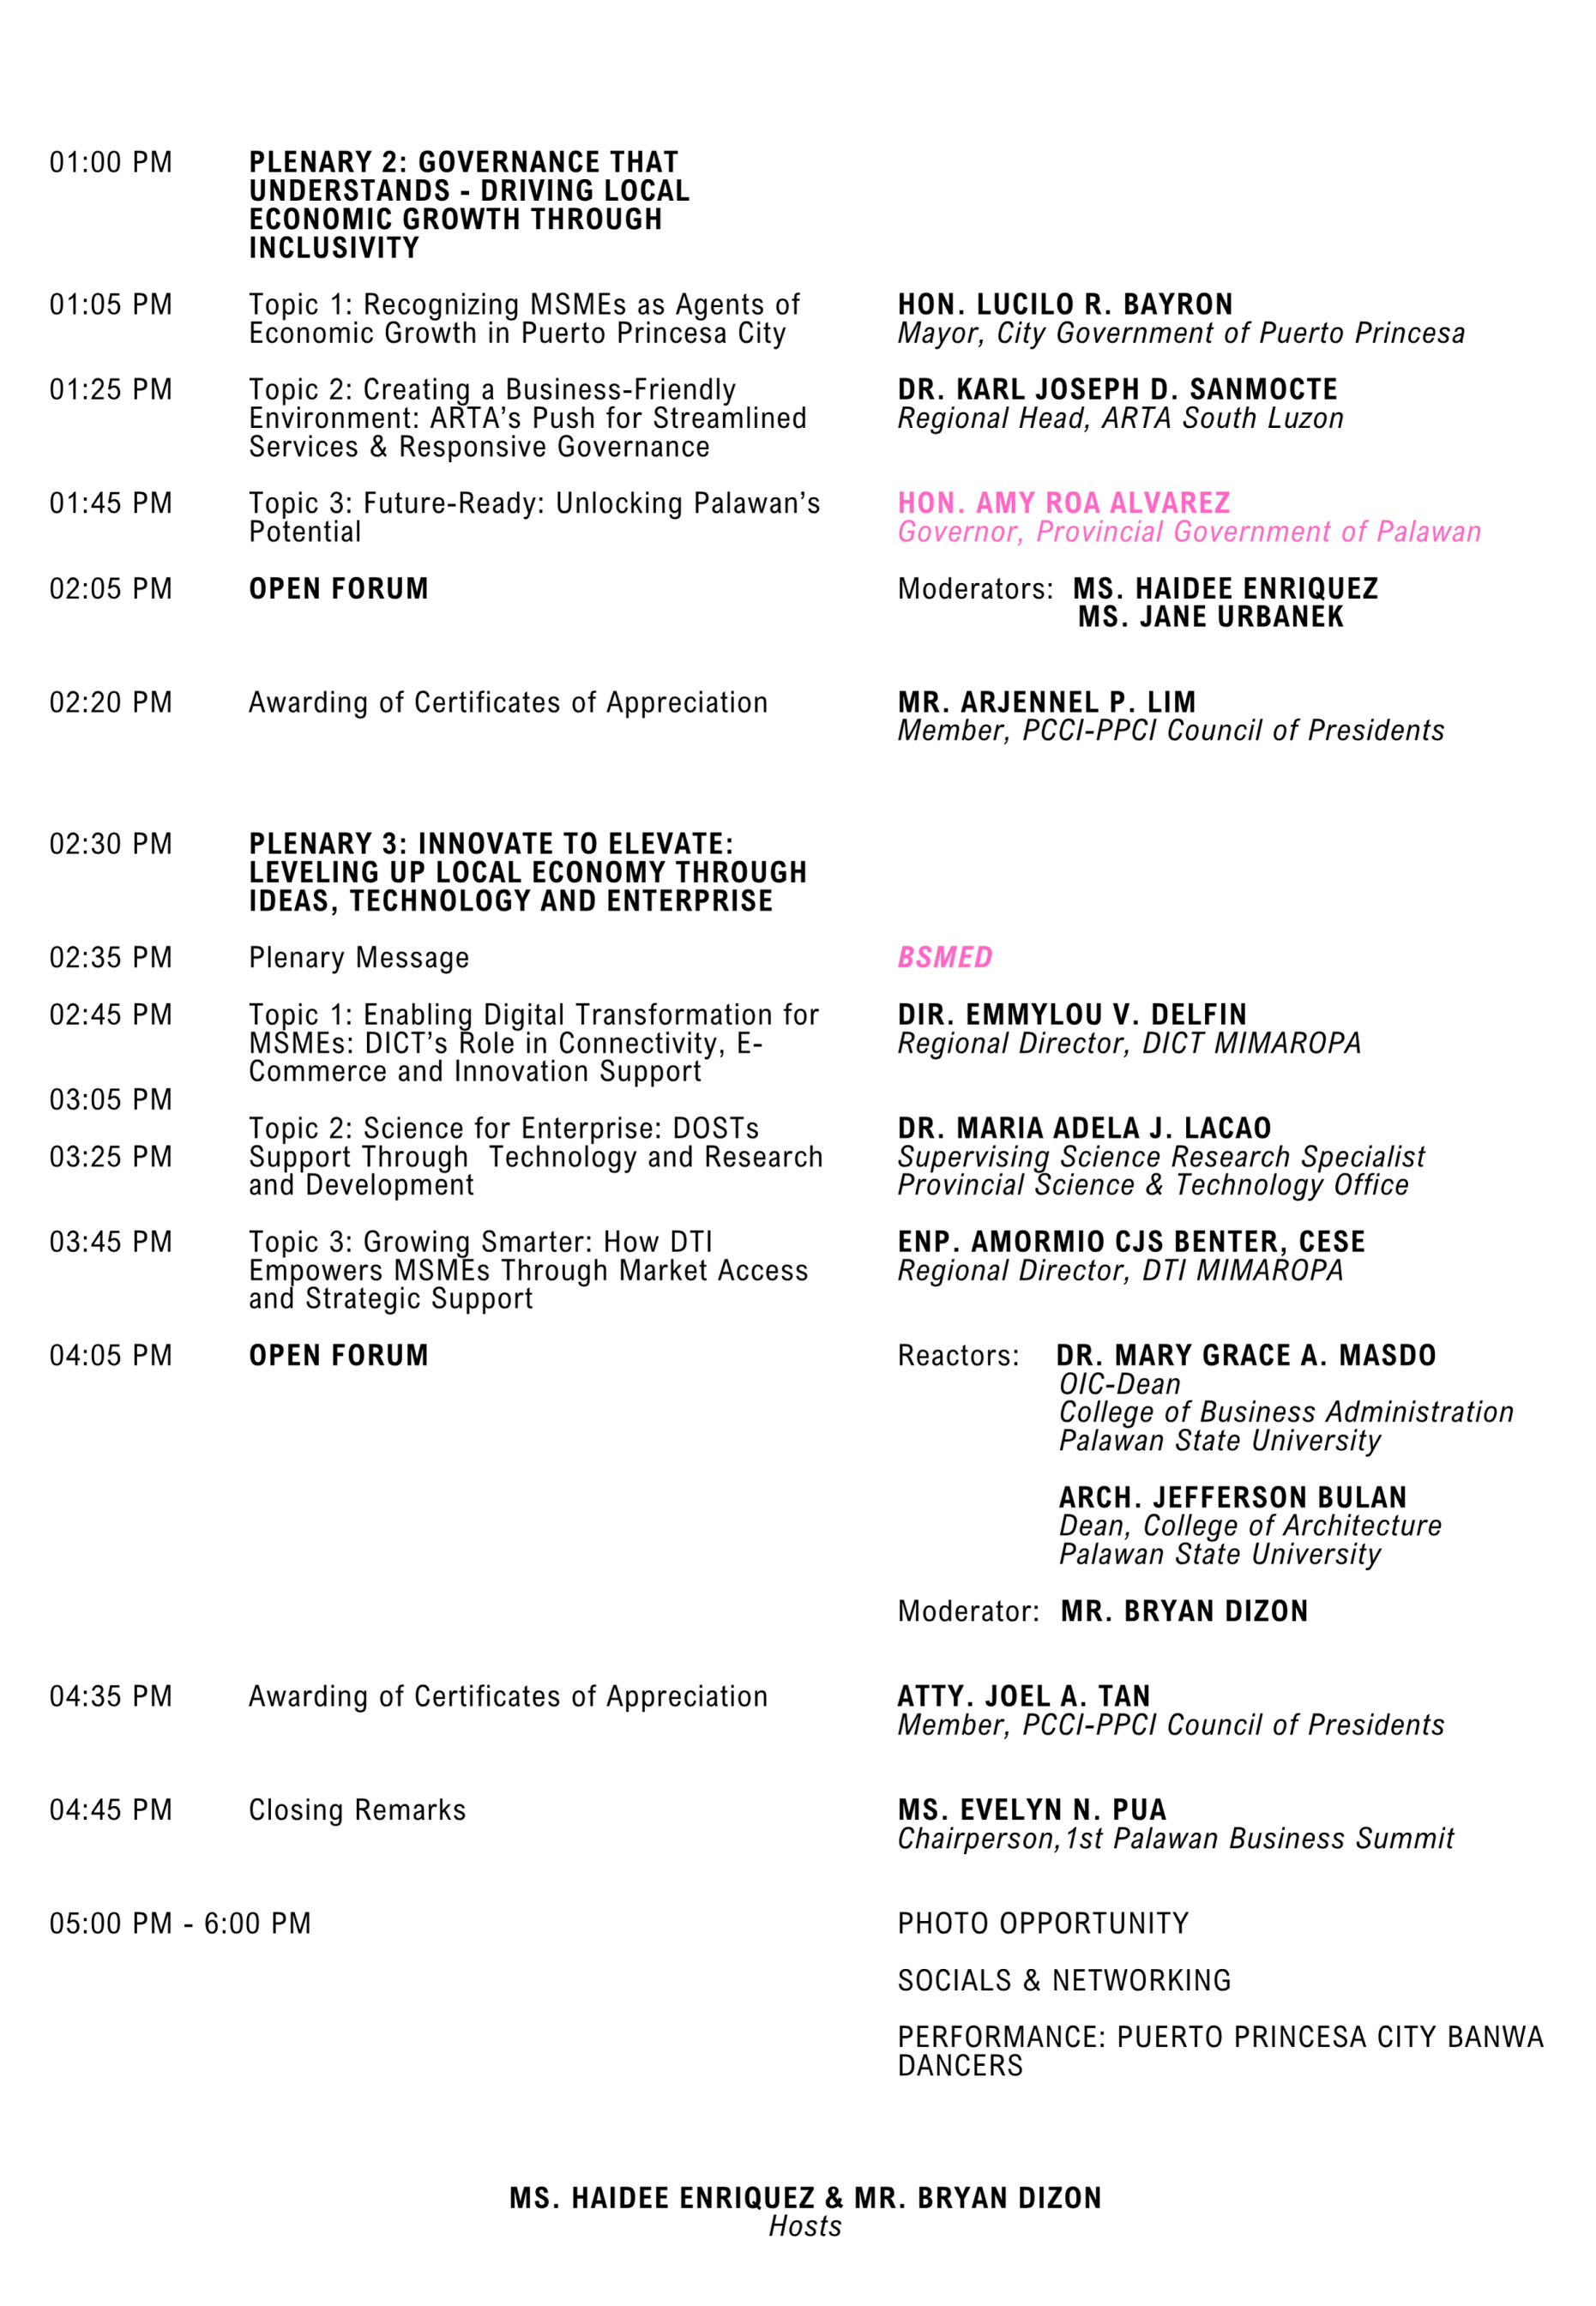 01:00 PM PLENARY 2: GOVERNANCE THAT
UNDERSTANDS - DRIVING LOCAL
ECONOMIC GROWTH THROUGH
INCLUSIVITY
01:05 PM Topic 1: Recognizing MSMEs as Agents of HON. LUCILO R. BAYRON
Economic Growth in Puerto Princesa City Mayor, City Government of Puerto Princesa
01:25 PM Topic 2: Creating a Business-Friendly DR. KARL JOSEPH D. SANMOCTE
Environment: ARTA’s Push for Streamlined Regional Head, ARTA South Luzon
Services & Responsive Governance
01:45 PM Topic 3: Future-Ready: Unlocking Palawan’s HON. AMY ROA ALVAREZ
Potential Governor, Provincial Government of Palawan
02:05 PM OPEN FORUM Moderators: MS. HAIDEE ENRIQUEZ
MS. JANE URBANEK
02:20 PM Awarding of Certificates of Appreciation MR. ARJENNEL P. LIM
Member, PCCI-PPCI Council of Presidents
02:30 PM PLENARY 3: INNOVATE TO ELEVATE:
LEVELING UP LOCAL ECONOMY THROUGH
IDEAS, TECHNOLOGY AND ENTERPRISE
02:35 PM Plenary Message BSMED
02:45 PM Topic 1: Enabling Digital Transformation for DIR. EMMYLOU V. DELFIN
MSMEs: DICT’s Role in Connectivity, E- Regional Director, DICT MIMAROPA
Commerce and Innovation Support
03:05 PM
Topic 2: Science for Enterprise: DOSTs DR. MARIA ADELA J. LACAO
03:25 PM Support Through Technology and Research Supervising Science Research Specialist
and Development Provincial Science & Technology Office
03:45 PM Topic 3: Growing Smarter: How DTI ENP. AMORMIO CJS BENTER, CESE
Empowers MSMEs Through Market Access Regional Director, DTI MIMAROPA
and Strategic Support
04:05 PM OPEN FORUM Reactors: DR. MARY GRACE A. MASDO
OIC-Dean
College of Business Administration
Palawan State University
ARCH. JEFFERSON BULAN
Dean, College of Architecture
Palawan State University
Moderator: MR. BRYAN DIZON
04:35 PM Awarding of Certificates of Appreciation ATTY. JOEL A. TAN
Member, PCCI-PPCI Council of Presidents
04:45 PM Closing Remarks MS. EVELYN N. PUA
Chairperson,1st Palawan Business Summit
05:00 PM - 6:00 PM PHOTO OPPORTUNITY
SOCIALS & NETWORKING
PERFORMANCE: PUERTO PRINCESA CITY BANWA
DANCERS
MS. HAIDEE ENRIQUEZ & MR. BRYAN DIZON
Hosts